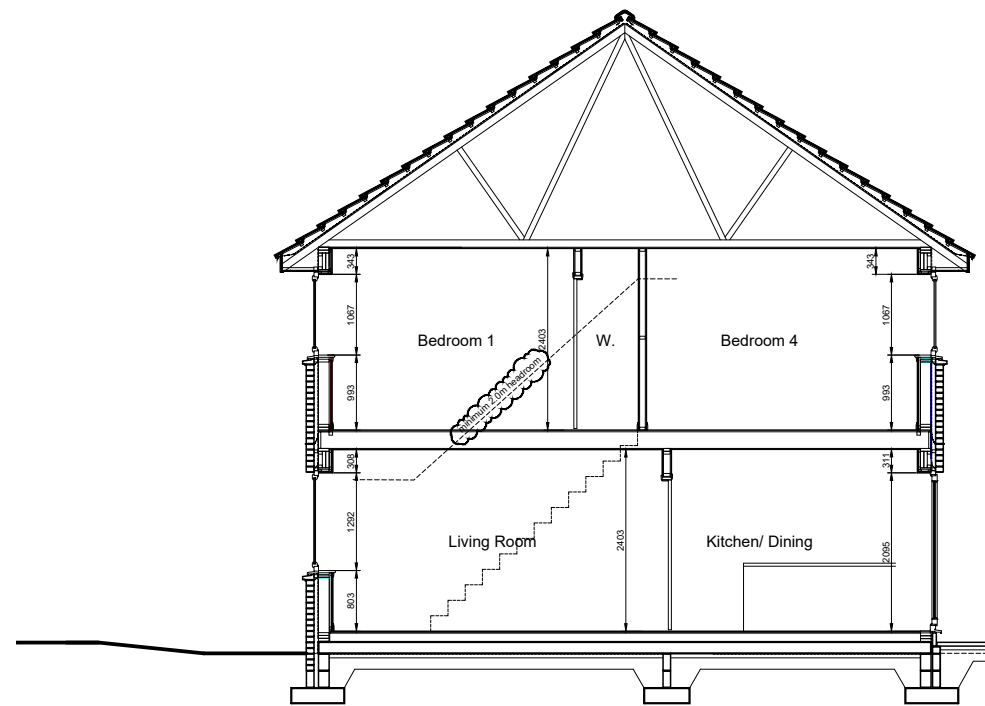 343
343
1067
1067
Bedroom 1
2403
W.
Bedroom 4
minimum 2.0m headroom
993
993
308
311
1292
Living Room
2403
Kitchen/ Dining
2095
803